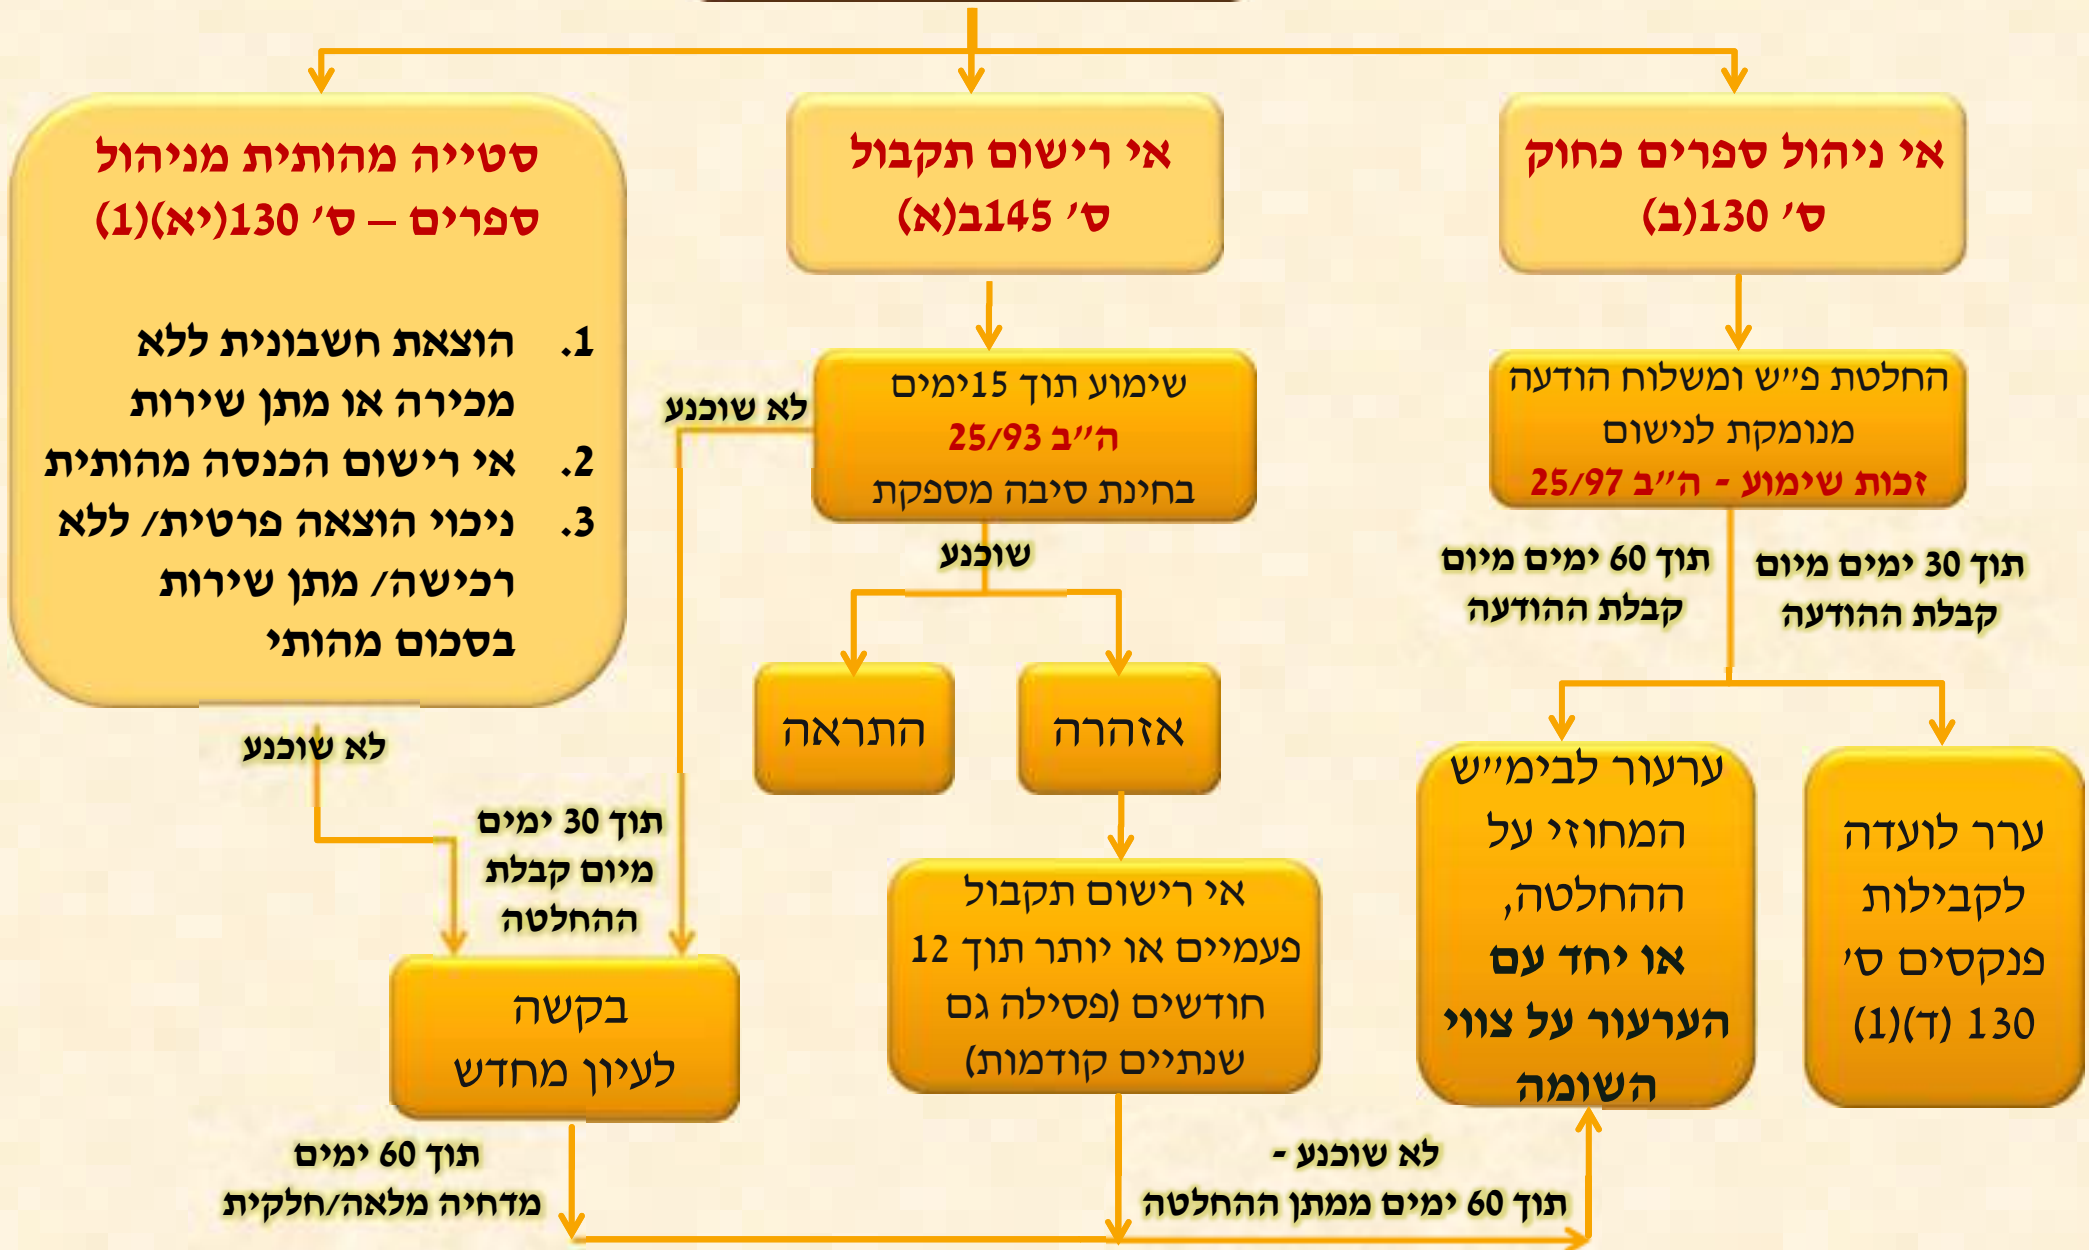 אי ניהול ספרים כחוק
ס' 130(ב)
החלטת פ"ש ומשלוח הודעה
מנומקת לנישום
זכות שימוע - ה"ב 25/97
תוך 30 ימים מיום
קבלת ההודעה
תוך 60 ימים מיום
קבלת ההודעה
ערר לועדה
לקבילות
פנקסים ס'
130 (ד)(1)
ערעור לבימ"ש
המחוזי על
ההחלטה,
או יחד עם
הערעור על צווי
השומה
אי רישום תקבול
ס' 145ב(א)
שימוע תוך 15ימים
ה"ב 25/93
בחינת סיבה מספקת
לא שוכנע
שוכנע
אזהרה
התראה
אי רישום תקבול
פעמיים או יותר תוך 12
חודשים (פסילה גם
שנתיים קודמות)
לא שוכנע -
תוך 60 ימים ממתן ההחלטה
סטייה מהותית מניהול
ספרים – ס' 130(יא)(1)
1. הוצאת חשבונית ללא
מכירה או מתן שירות
2. אי רישום הכנסה מהותית
3. ניכוי הוצאה פרטית/ ללא
רכישה/ מתן שירות
בסכום מהותי
לא שוכנע
תוך 30 ימים
מיום קבלת
ההחלטה
בקשה
לעיון מחדש
תוך 60 ימים
מדחיה מלאה/חלקית